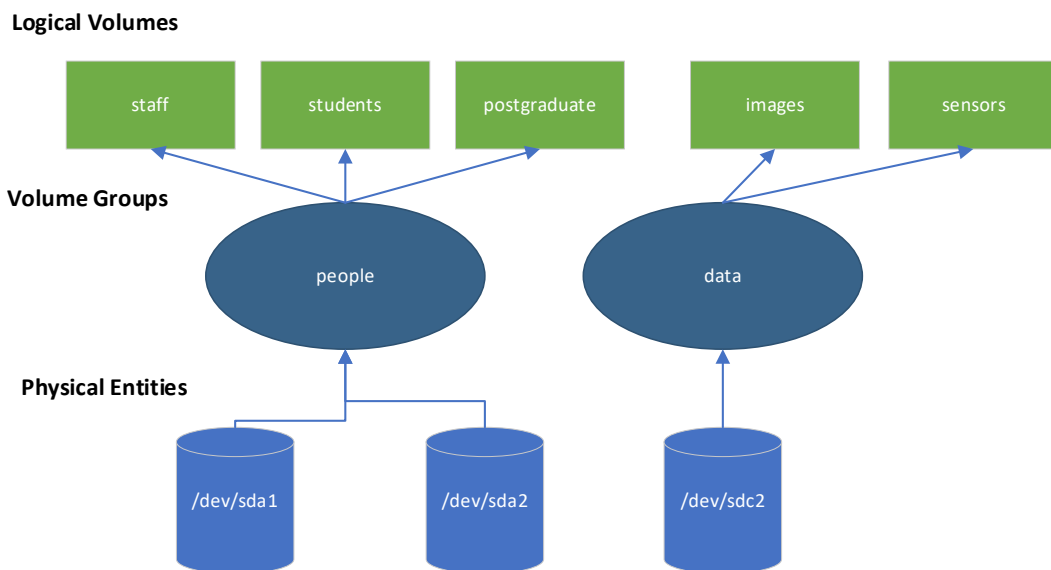 Logical Volumes
staff
students
postgraduate
images
sensors
Volume Groups
people
data
Physical Entities
/dev/sda1
/dev/sda2
/dev/sdc2